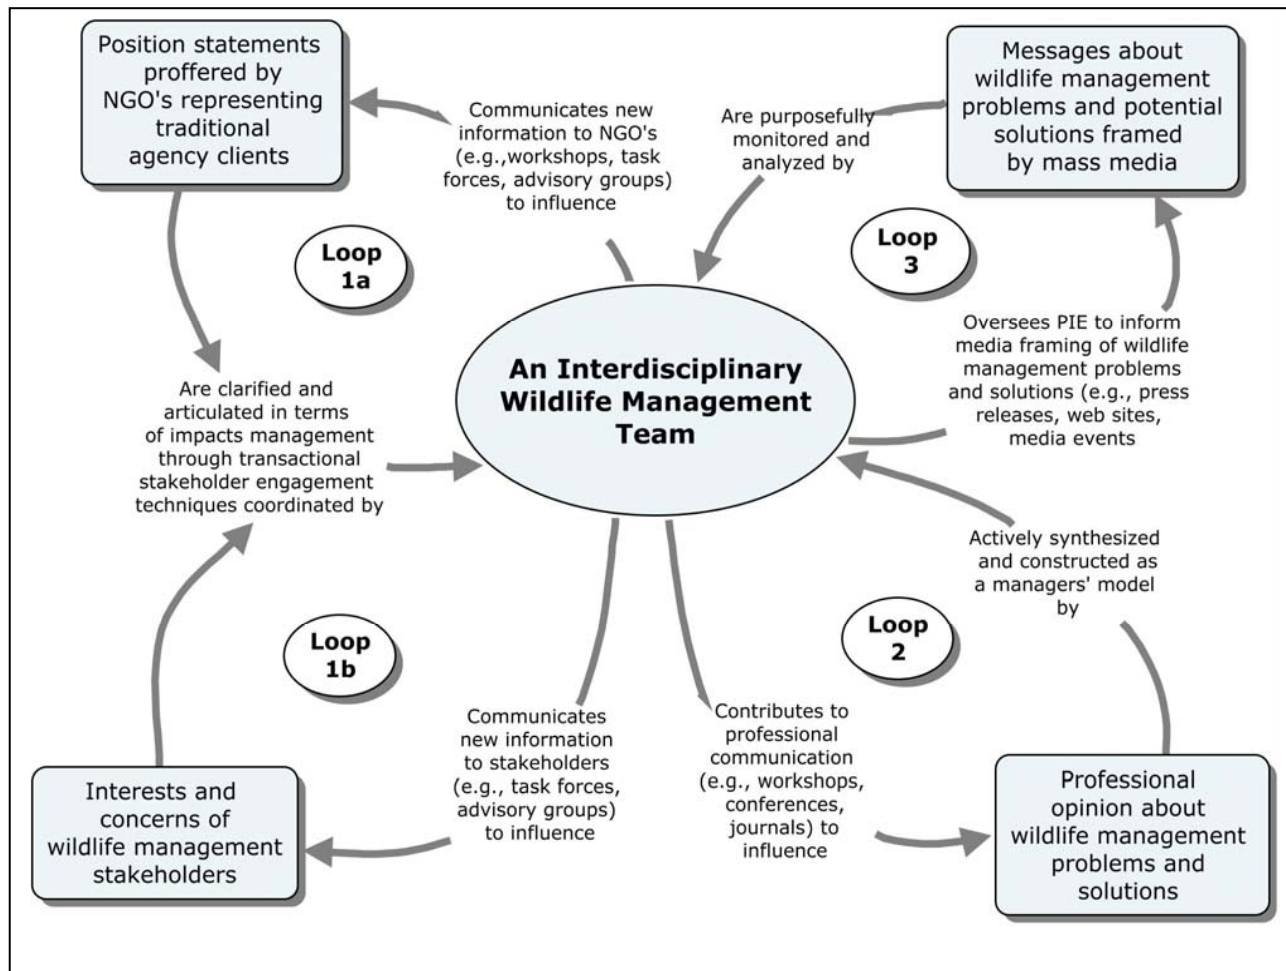 Position statements
proffered by
NGO's representing
traditional
agency clients
Communicates new
information to NGO's
(e.g.,workshops, task
forces, advisory groups)
to influence
Are purposefully
monitored and
analyzed by
Messages about
wildlife management
problems and potential
solutions framed
by mass media
Loop
1a
Loop
3
An Interdisciplinary
Wildlife Management
Team
Oversees PIE to inform
media framing of wildlife
management problems
and solutions (e.g., press
releases, web sites,
media events
Are clarified and
articulated in terms
of impacts management
through transactional
stakeholder engagement
techniques coordinated by
Actively synthesized
and constructed as
a managers' model
by
Loop
1b
Loop
2
Communicates
new information
to stakeholders
(e.g., task forces,
advisory groups)
to influence
Contributes to
professional
communication
(e.g., workshops,
conferences,
journals) to
influence
Interests and
concerns of
wildlife management
stakeholders
Professional
opinion about
wildlife management
problems and
solutions